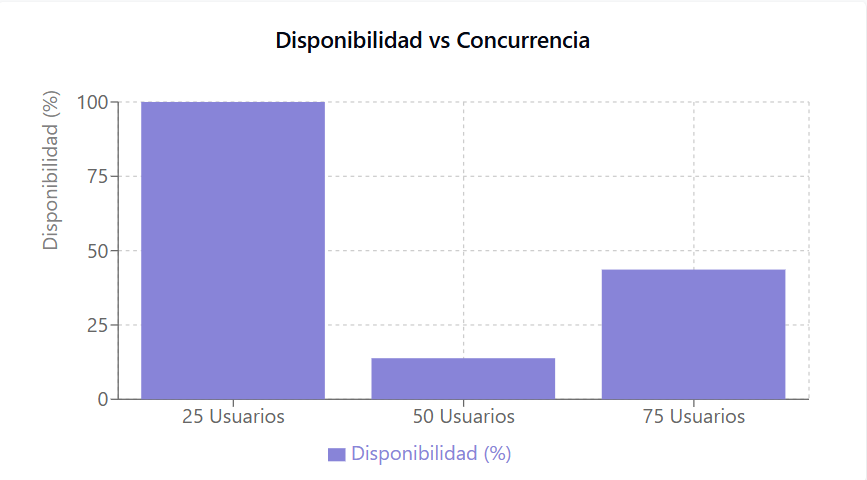 Disponibilidad vs Concurrencia
Disponibilidad (%)
100
75
50
25
0
25 Usuarios
50 Usuarios
75 Usuarios
Disponibilidad (%)